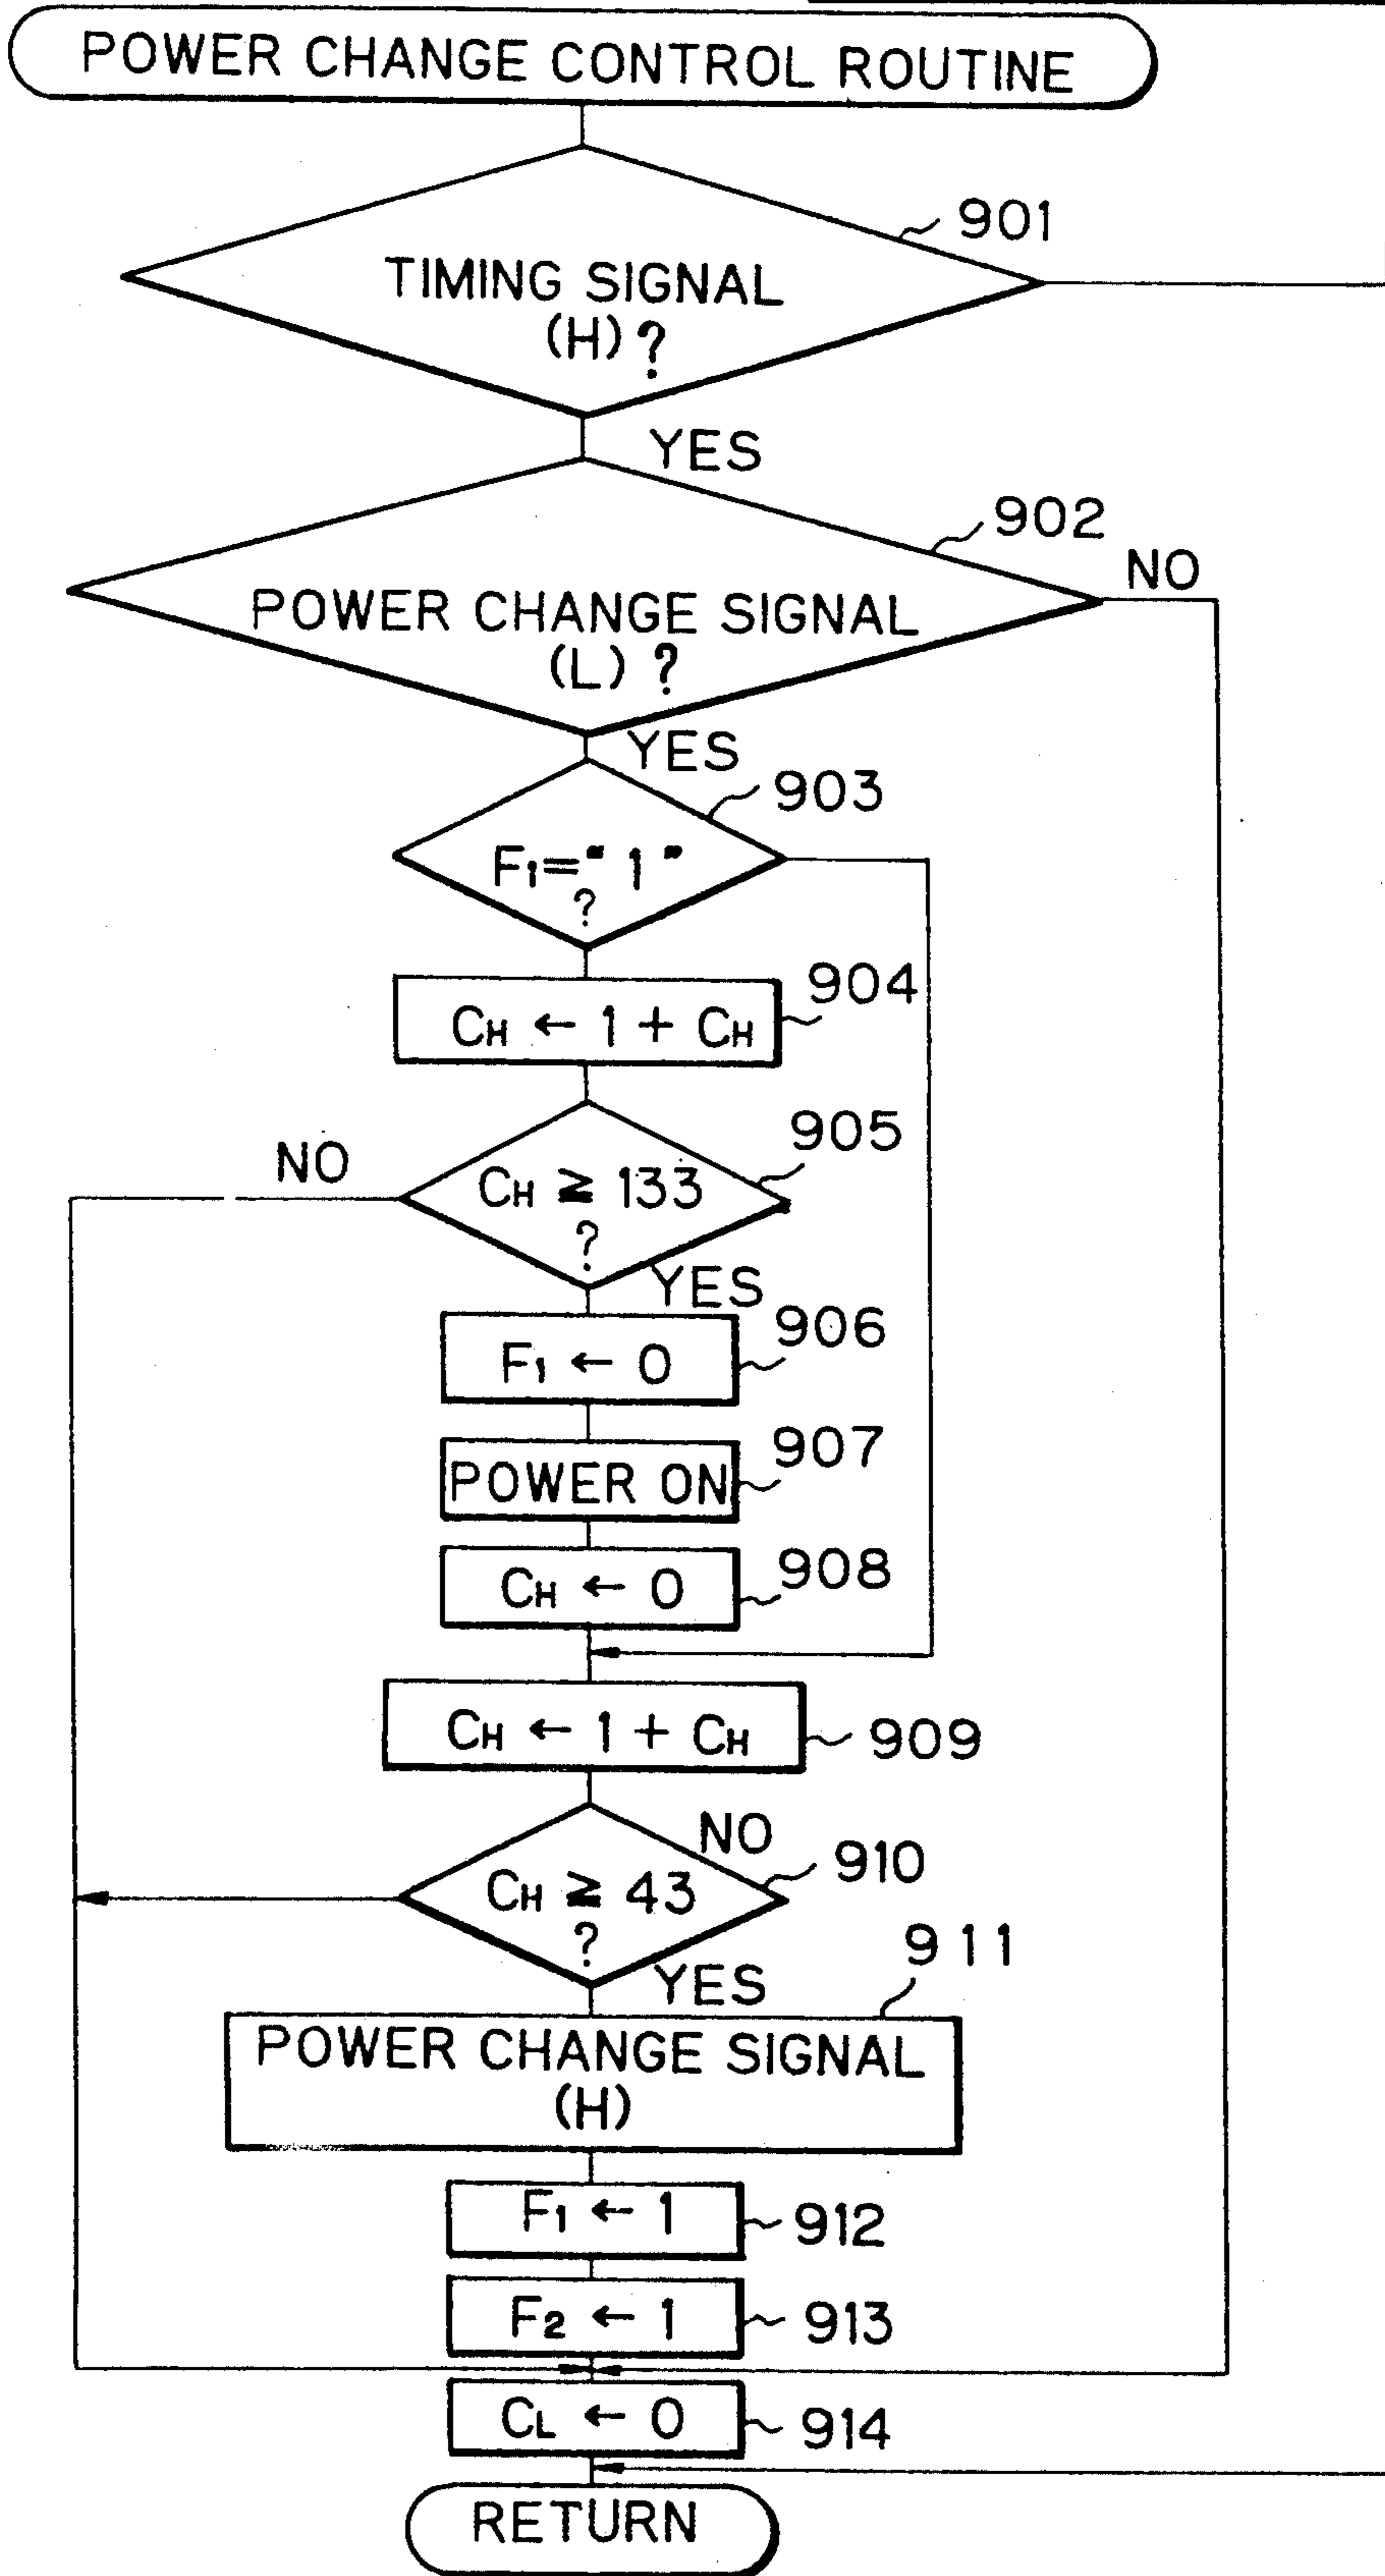 POWER CHANGE CONTROL ROUTINE
901
TIMING SIGNAL
(H) ?
YES
902
NO
POWER CHANGE SIGNAL
(L) ?
YES
903
F1="1"
?
904
CH ← 1 + CH
905
NO
CH ≧ 133
?
YES
906
F1 ← 0
907
POWER ON
908
CH ← 0
CH ← 1 + CH
909
NO
910
CH ≧ 43
?
YES
911
POWER CHANGE SIGNAL
(H)
F1 ← 1
912
F2 ← 1
913
CL ← 0
914
RETURN